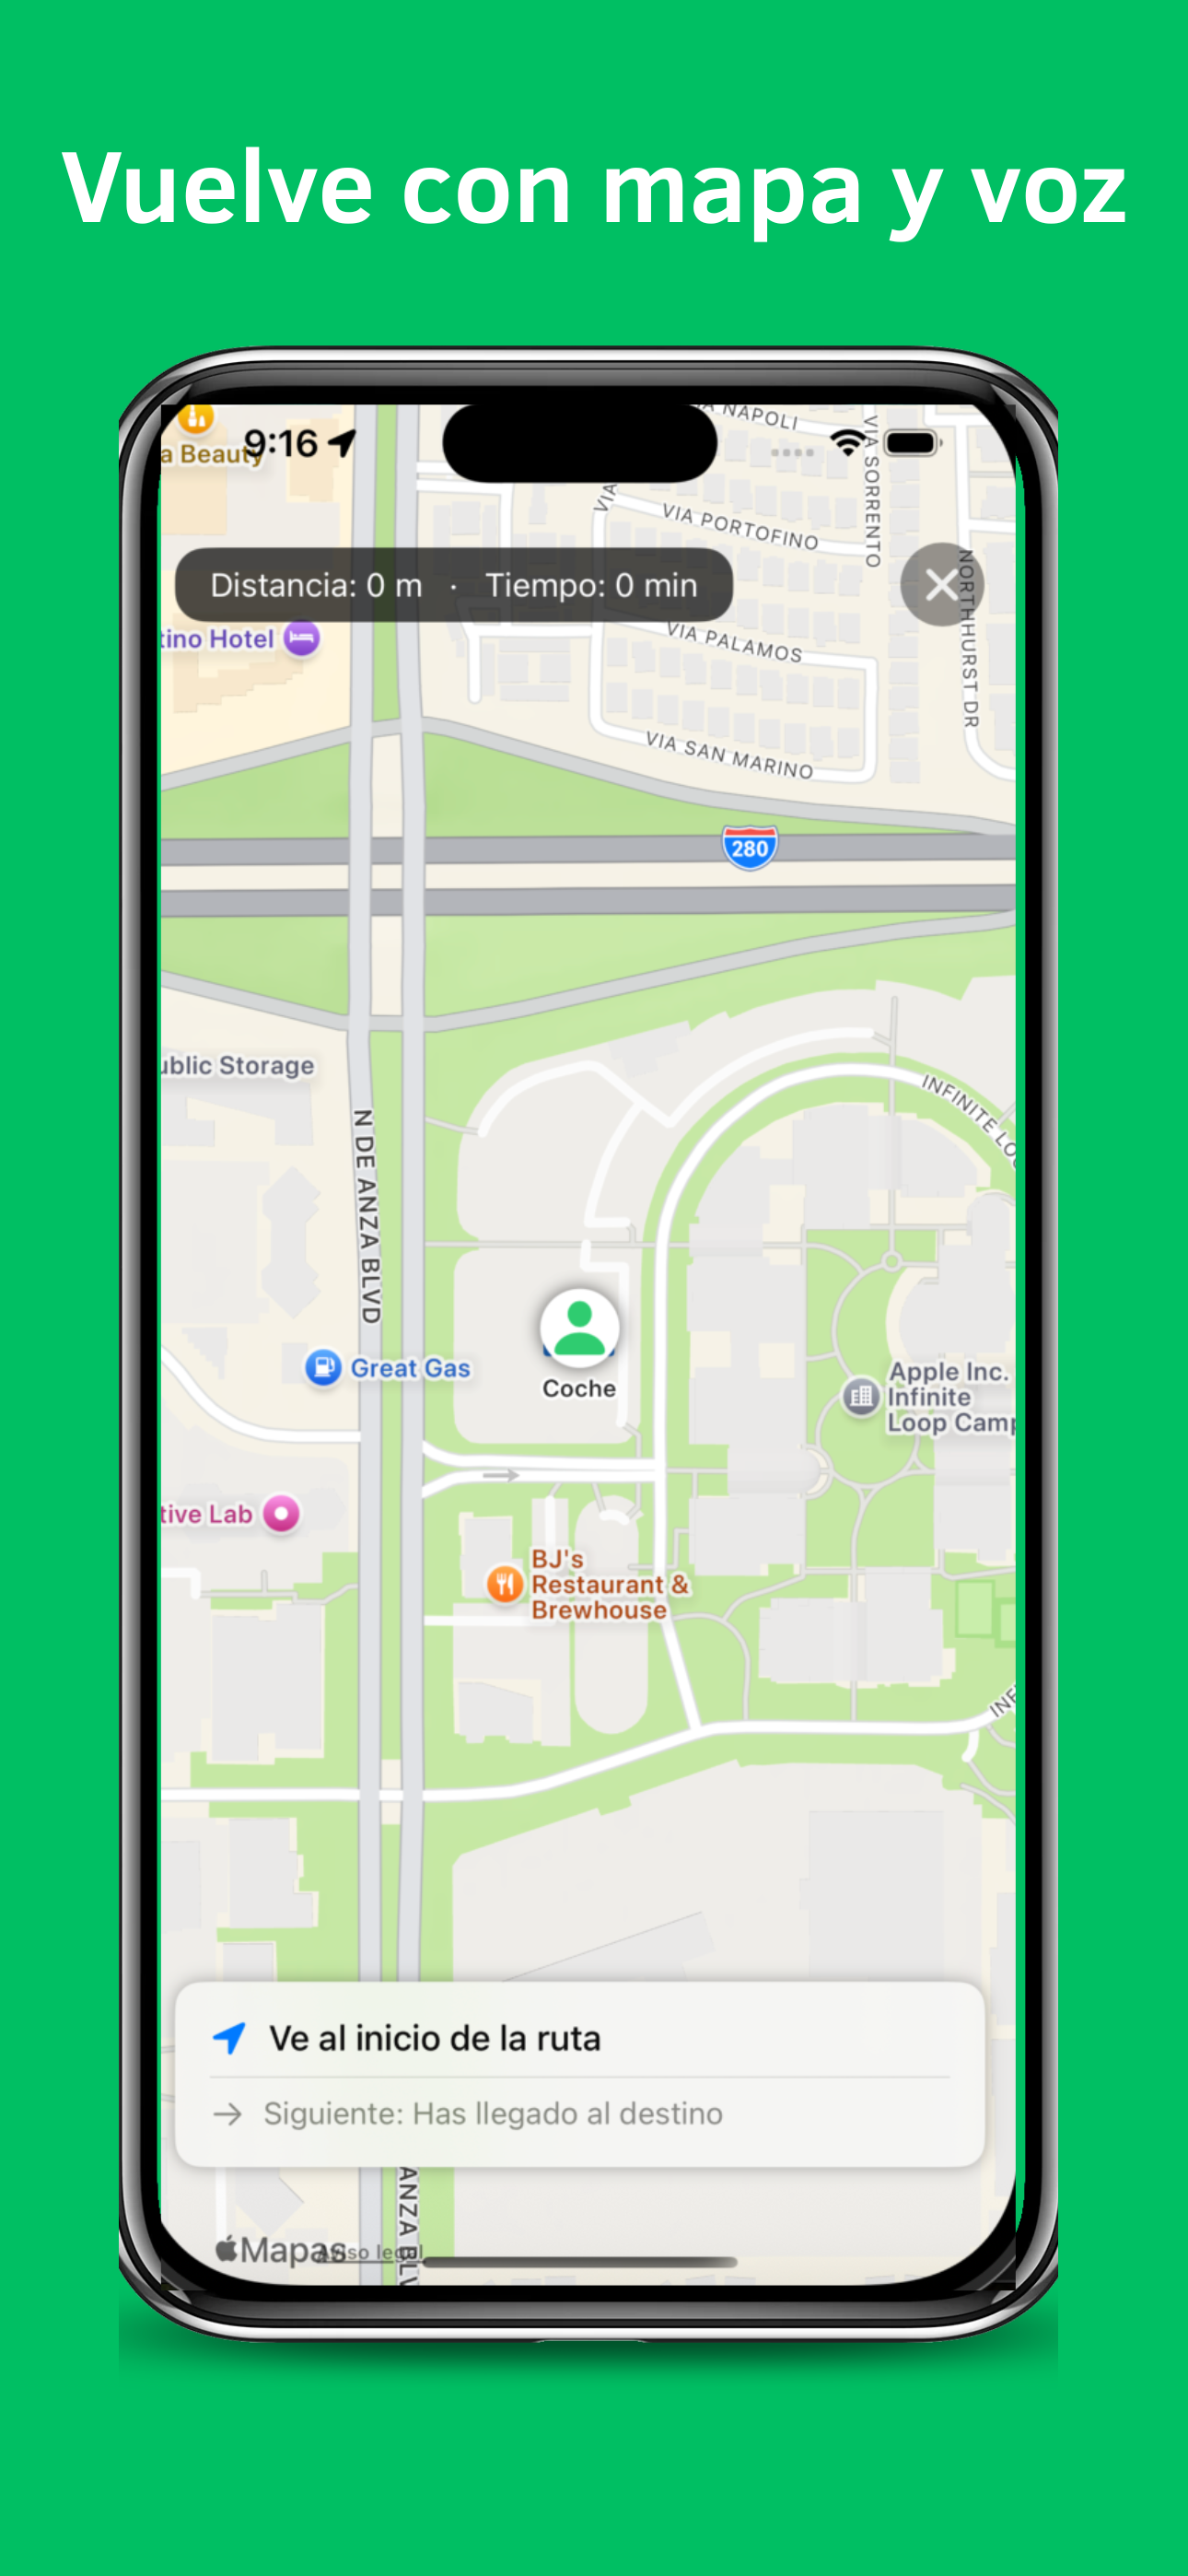 Vuelve con mapa y voz
a Beauty
9:16
NAPOLI
VIA SORRENTO
VIA
VIA PORTOFINO
Distancia: 0 m · Tiempo: 0 min
NORTHHURST DR
tino Hotel
VIA PALAMOS
VIA SAN MARINO
280
ublic Storage
INFINITE LOO
N DE ANZA BLVD
Great Gas
Coche
Apple Inc.
Infinite
Loop Camp
tive Lab
BJ's
Restaurant &
Brewhouse
INF
Ve al inicio de la ruta
Siguiente: Has llegado al destino
ANZA BLV
Mapas
Aviso legal